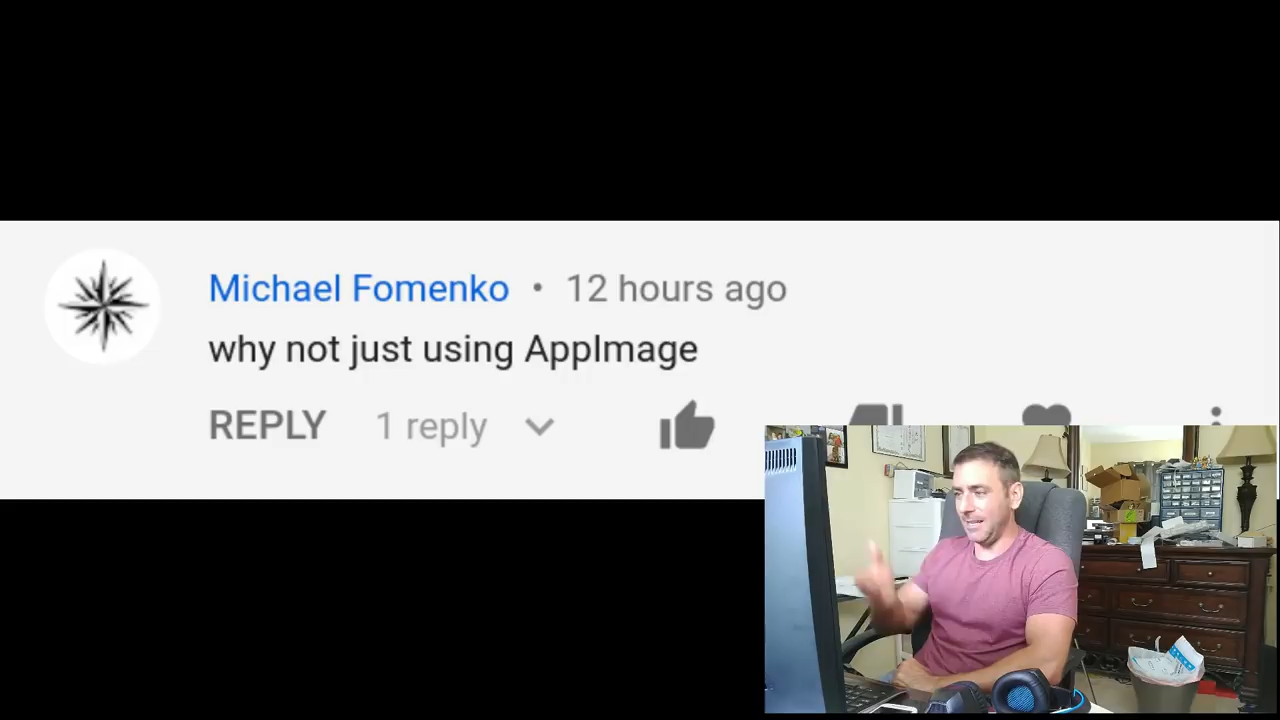 Michael Fomenko • 12 hours ago
why not just using AppImage
REPLY 1 reply